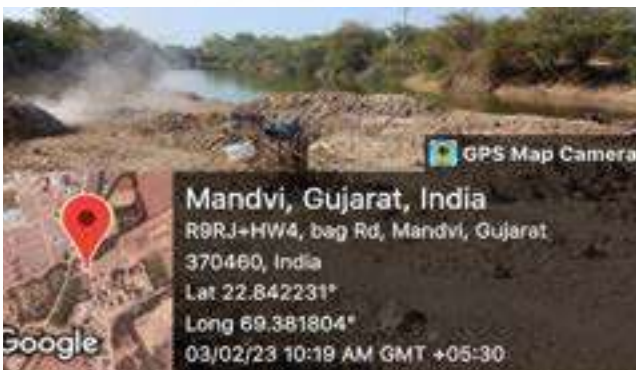 GPS Map Camera
Mandvi, Gujarat, India
R9RJ+HW4, bag Rd, Mandvi, Gujarat
370460, India
Lat 22.842231°
Long 69.381804°
03/02/23 10:19 AM GMT +05:30
Google